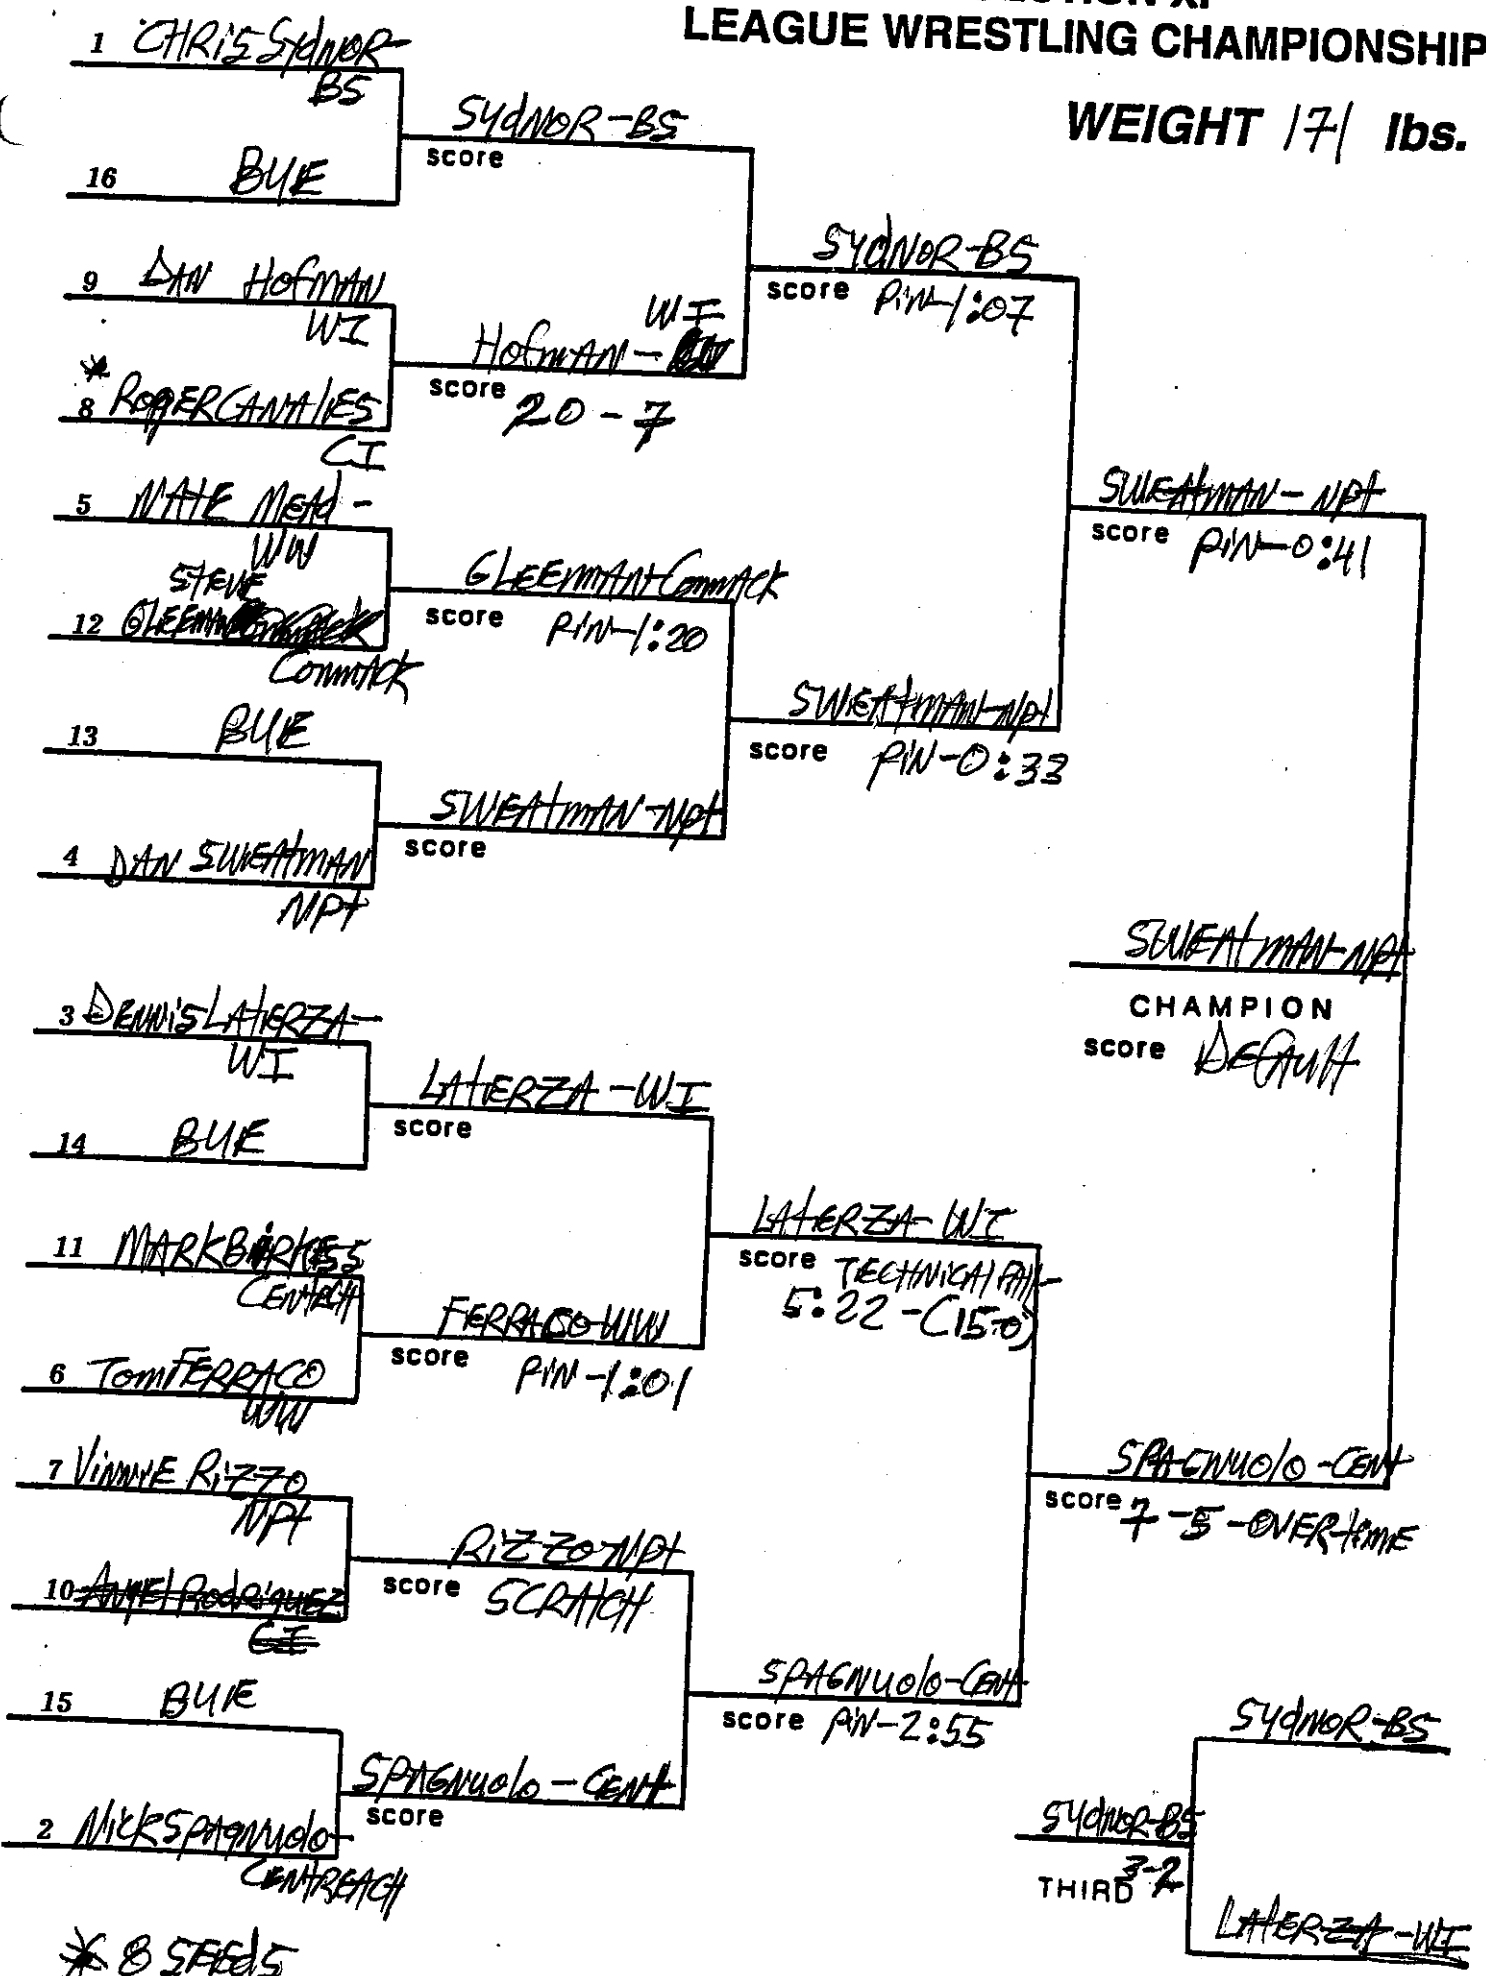 LEAGUE WRESTLING CHAMPIONSHIP
WEIGHT 171 lbs.
1 CHRIS SYDNOR-
BS
SYDNOR-BS
score
16 BYE
SYDNOR-BS
score PIN-1:07
9 DAN HOFMAN
WI
WI
HOFMAN-
score 20-7
*
8 ROGER CANALIES
CI
5 NATE MEAD-
WW
SWEATMAN-NPT
score PIN-0:41
GLEEMAN-COMMACK
score PIN-1:20
STEVE
12 GLEEMAN
COMMACK
SWEATMAN-NPT
score PIN-0:33
13 BYE
SWEATMAN-NPT
score
4 DAN SWEATMAN
NPT
SWEATMAN-NPT
CHAMPION
score DEFAULT
3 DENNIS LATERZA-
WI
LATERZA-WI
score
14 BYE
LATERZA-WI
score TECHNICAL FALL-
5:22-(15-0)
11 MARK
CENTRCH
FERRACO-WW
score PIN-1:01
6 TOM FERRACO
WW
7 VINNIE RIZZO
NPT
SPAGNUOLO-CENT
score 7-5-OVERTIME
RIZZO-NPT
score SCRATCH
10 ANGEL RODRIQUEZ
CI
SPAGNUOLO-CENT
score PIN-2:55
15 BYE
SPAGNUOLO-CENT
score
2 NICK SPAGNUOLO-
CENTREACH
SYDNOR-BS
SYDNOR-BS
THIRD 3-2
LATERZA-WI
* 8 SEEDS